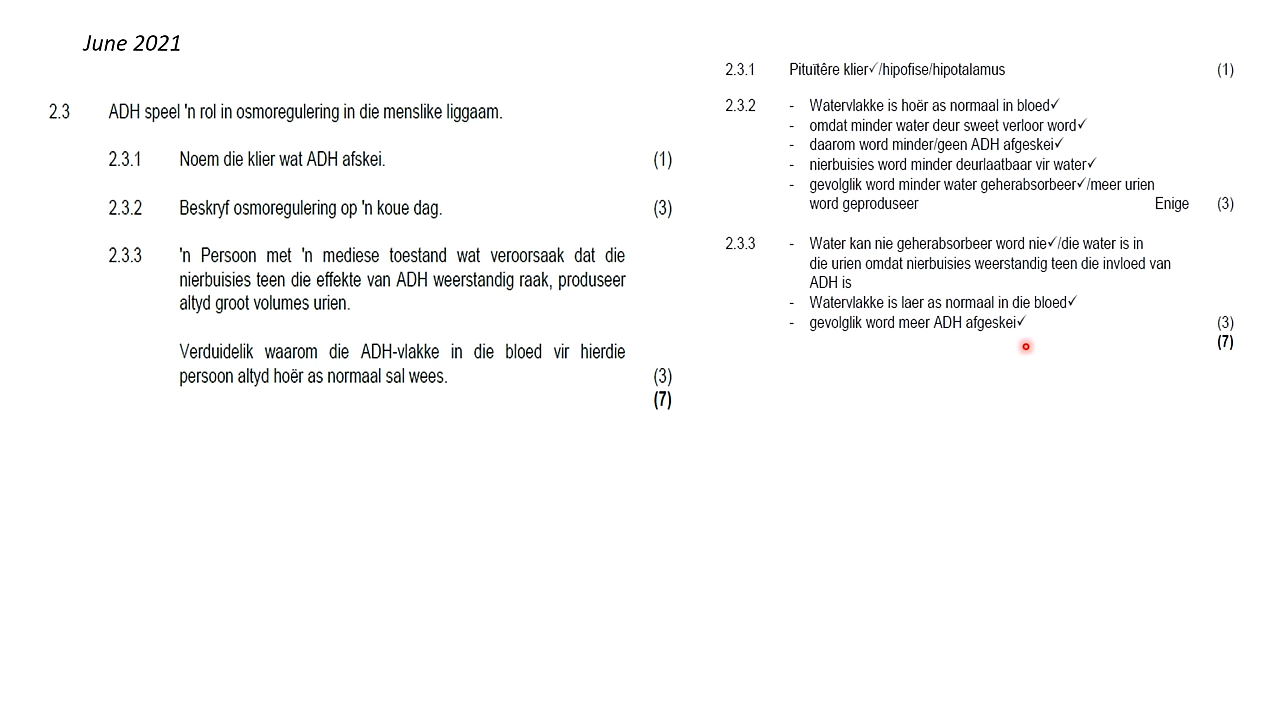 June 2021
2.3 ADH speel 'n rol in osmoregulering in die menslike liggaam.
2.3.1 Noem die klier wat ADH afskei. (1)
2.3.2 Beskryf osmoregulering op 'n koue dag. (3)
2.3.3 'n Persoon met 'n mediese toestand wat veroorsaak dat die
nierbuisies teen die effekte van ADH weerstandig raak, produseer
altyd groot volumes urien.
Verduidelik waarom die ADH-vlakke in die bloed vir hierdie
persoon altyd hoër as normaal sal wees. (3)
(7)
2.3.1 Pituïtêre klier✓/hipofise/hipotalamus (1)
2.3.2 - Watervlakke is hoër as normaal in bloed✓
- omdat minder water deur sweet verloor word✓
- daarom word minder/geen ADH afgeskei✓
- nierbuisies word minder deurlaatbaar vir water✓
- gevolglik word minder water geherabsorbeer✓/meer urien
word geproduseer Enige (3)
2.3.3 - Water kan nie geherabsorbeer word nie✓/die water is in
die urien omdat nierbuisies weerstandig teen die invloed van
ADH is
- Watervlakke is laer as normaal in die bloed✓
- gevolglik word meer ADH afgeskei✓ (3)
(7)